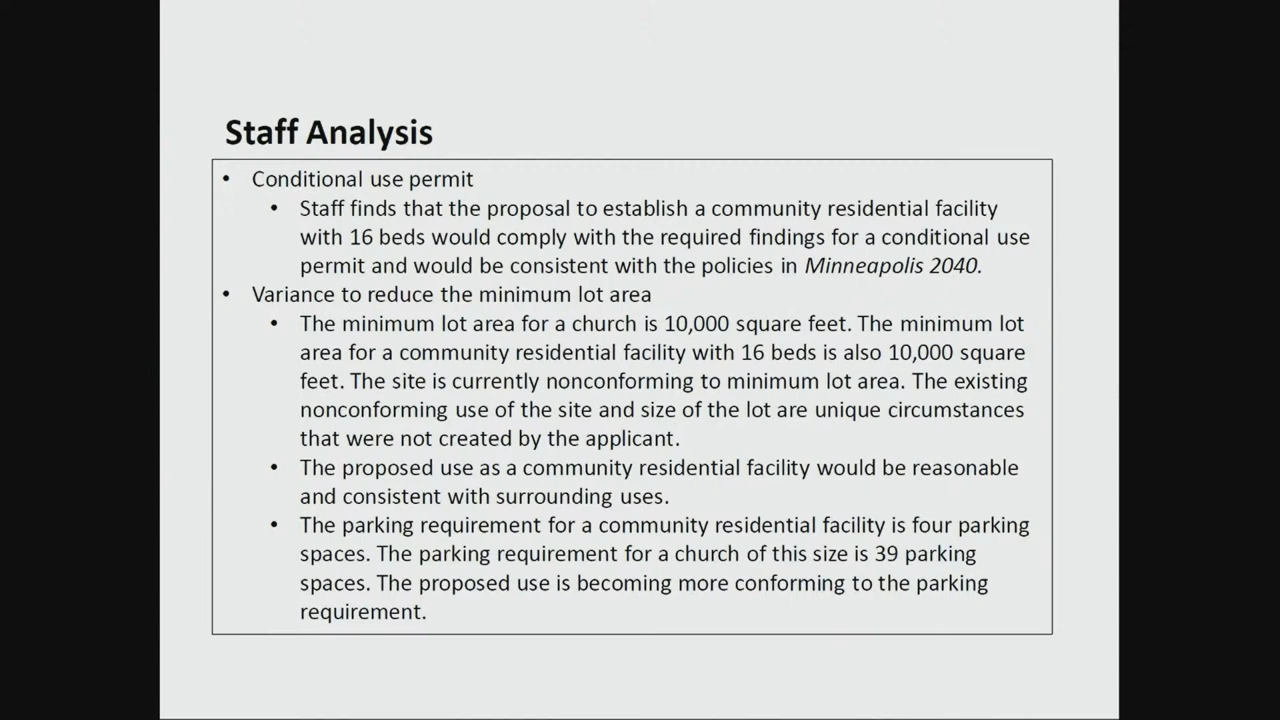 Staff Analysis
• Conditional use permit
• Staff finds that the proposal to establish a community residential facility
with 16 beds would comply with the required findings for a conditional use
permit and would be consistent with the policies in Minneapolis 2040.
• Variance to reduce the minimum lot area
• The minimum lot area for a church is 10,000 square feet. The minimum lot
area for a community residential facility with 16 beds is also 10,000 square
feet. The site is currently nonconforming to minimum lot area. The existing
nonconforming use of the site and size of the lot are unique circumstances
that were not created by the applicant.
• The proposed use as a community residential facility would be reasonable
and consistent with surrounding uses.
• The parking requirement for a community residential facility is four parking
spaces. The parking requirement for a church of this size is 39 parking
spaces. The proposed use is becoming more conforming to the parking
requirement.